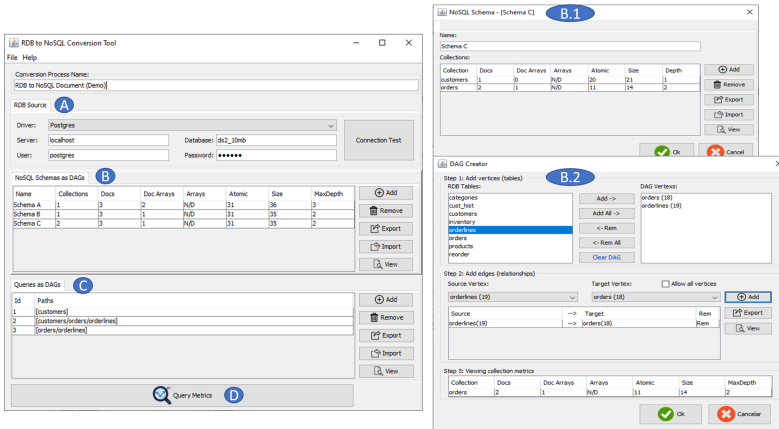 RDB to NoSQL Conversion Tool
File Help
Conversion Process Name:
RDB to NoSQL Document (Demo)
RDB Source A
Driver: Postgres
Server: localhost Database: ds2_10mb Connection Test
User: postgres Password: ●●●●●●
NoSQL Schemas as DAGs B
Name Collections Docs Doc Arrays Arrays Atomic Size MaxDepth
Schema A 1 3 2 N/D 31 36 3
Schema B 1 3 1 N/D 31 35 2
Schema C 2 3 1 N/D 31 35 2
Add
Remove
Export
Import
View
Queries as DAGs C
Id Paths
1 [customers]
2 [customers/orders/orderlines]
3 [orders/orderlines]
Add
Remove
Export
Import
View
Query Metrics D
NoSQL Schema - [Schema C] B.1
Name:
Schema C
Collections:
Collection Docs Doc Arrays Arrays Atomic Size Depth
customers 1 0 N/D 20 21 1
orders 2 1 N/D 11 14 2
Add
Remove
Export
Import
View
Ok Cancel
DAG Creator
B.2
Step 1: Add vertices (tables)
RDB Tables: DAG Vertexs:
categories
cust_hist
customers
inventory
orderlines
orders
products
reorder
Add ->
Add All ->
<- Rem
<- Rem All
Clear DAG
orders (18)
orderlines (19)
Step 2: Add edges (relationships)
Source Vertex: Target Vertex: Allow all vertices
orderlines (19) orders (18) Add
Source --> Target Rem
orderlines(19) --> orders(18) Rem
Export
View
Step 3: Viewing collection metrics
Collection Docs Doc Arrays Arrays Atomic Size MaxDepth
orders 2 1 N/D 11 14 2
Ok Cancelar